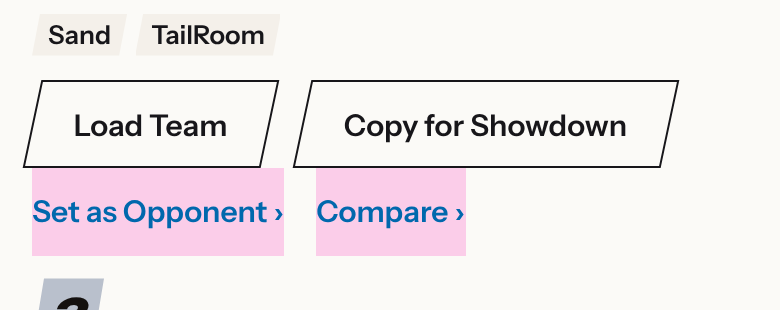 Sand TailRoom
Load Team Copy for Showdown
Set as Opponent › Compare ›